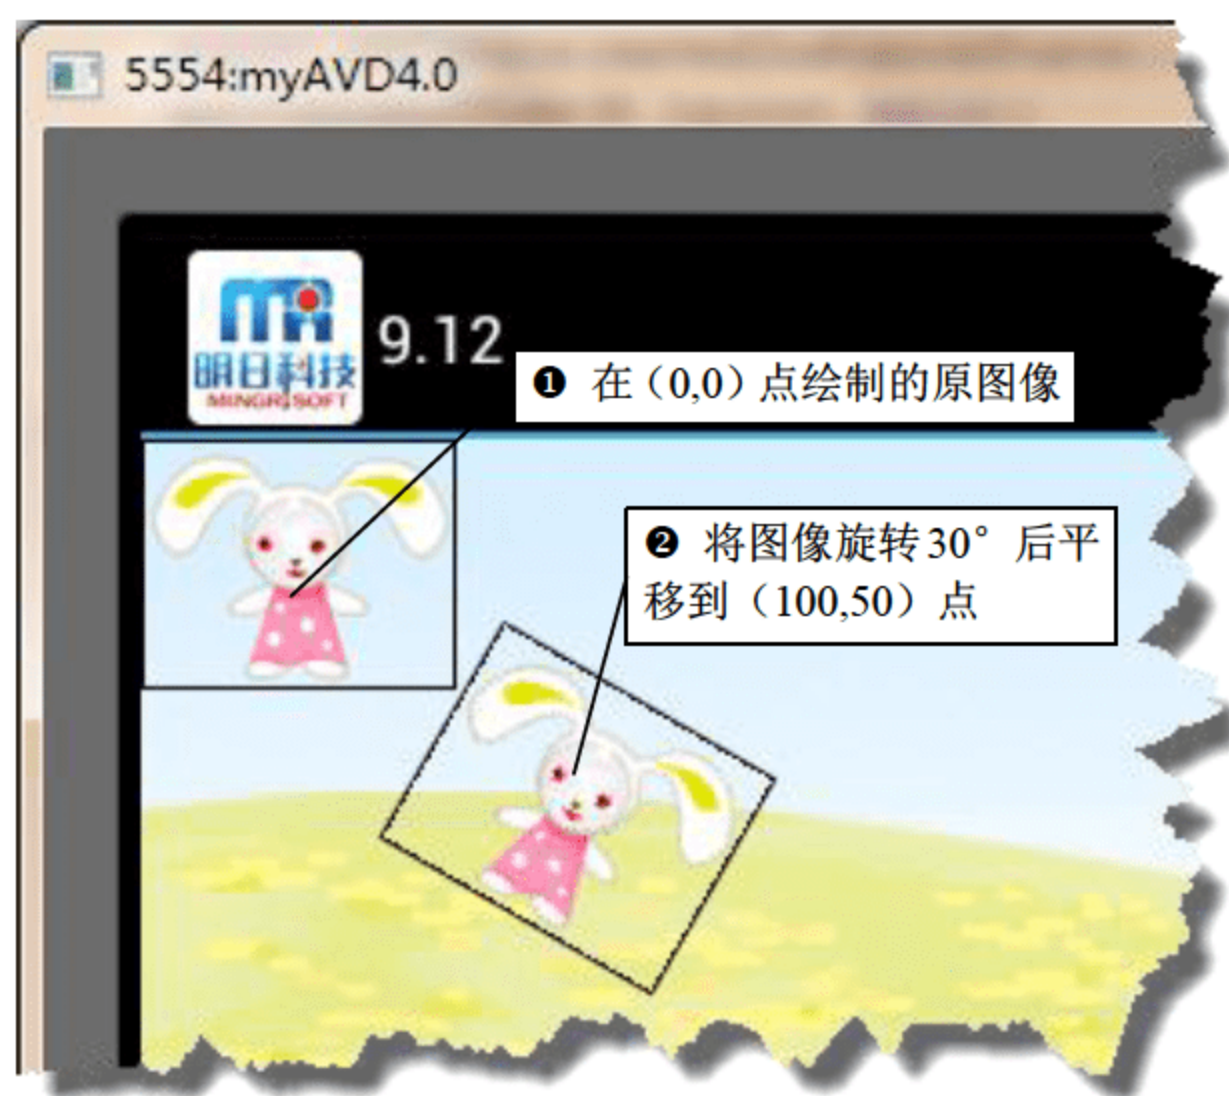 5554:myAVD4.0
明日科技
MINGRISOFT
9.12
❶ 在(0,0)点绘制的原图像
❷ 将图像旋转30°后平
移到(100,50)点